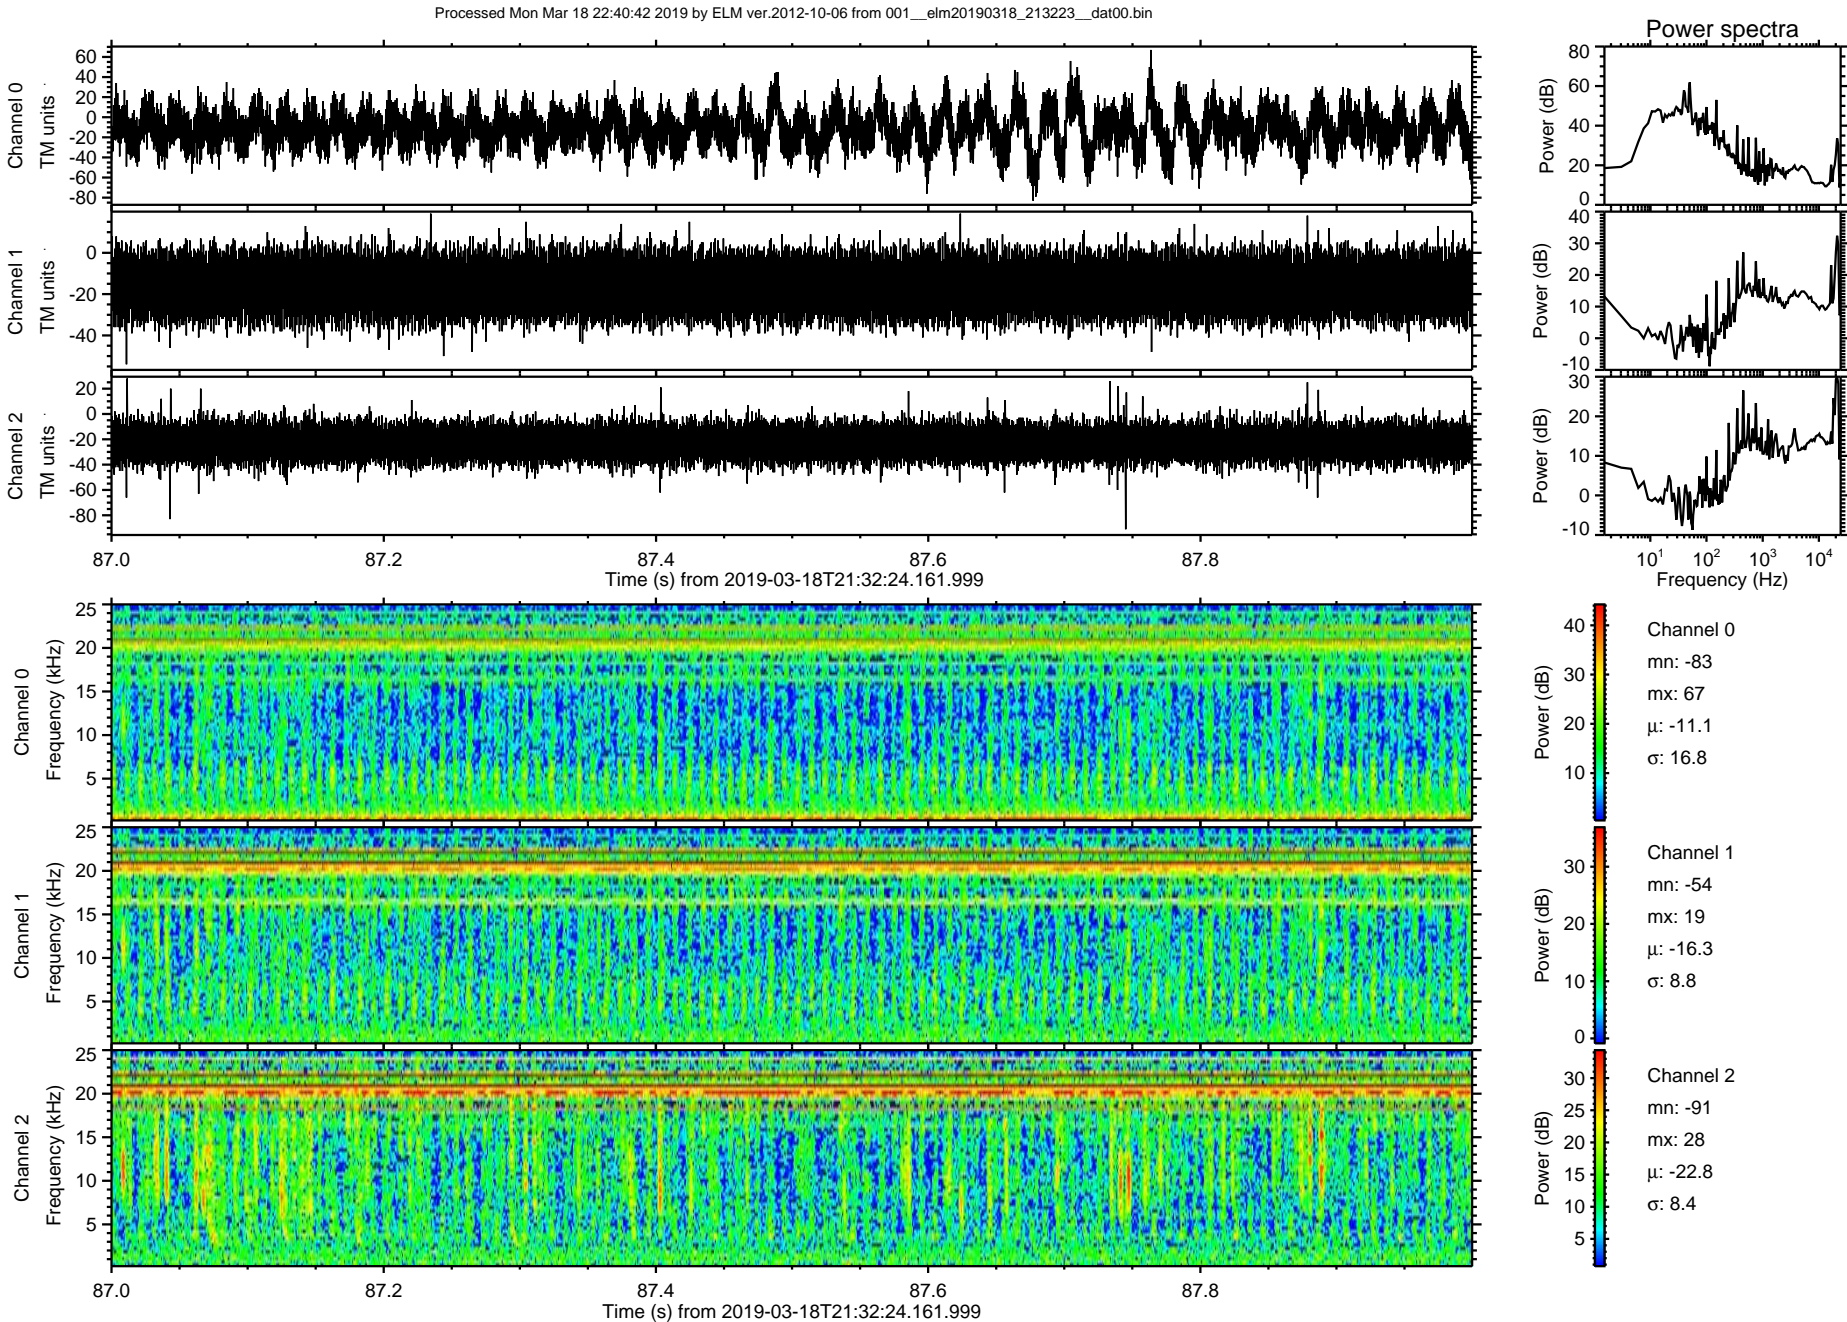 Processed Mon Mar 18 22:40:42 2019 by ELM ver.2012-10-06 from 001__elm20190318_213223__dat00.bin
Power spectra
Channel 0
TM units
60
40
20
0
-20
-40
-60
-80
Power (dB)
80
60
40
20
0
Channel 1
TM units
0
-20
-40
Power (dB)
40
30
20
10
0
-10
Channel 2
TM units
20
0
-20
-40
-60
-80
Power (dB)
30
20
10
0
-10
87.0 87.2 87.4 87.6 87.8
Time (s) from 2019-03-18T21:32:24.161.999
10¹ 10² 10³ 10⁴
Frequency (Hz)
Channel 0
Frequency (kHz)
25
20
15
10
5
Power (dB)
40
30
20
10
Channel 0
mn: -83
mx: 67
μ: -11.1
σ: 16.8
Channel 1
Frequency (kHz)
25
20
15
10
5
Power (dB)
30
20
10
0
Channel 1
mn: -54
mx: 19
μ: -16.3
σ: 8.8
Channel 2
Frequency (kHz)
25
20
15
10
5
Power (dB)
30
25
20
15
10
5
Channel 2
mn: -91
mx: 28
μ: -22.8
σ: 8.4
87.0 87.2 87.4 87.6 87.8
Time (s) from 2019-03-18T21:32:24.161.999